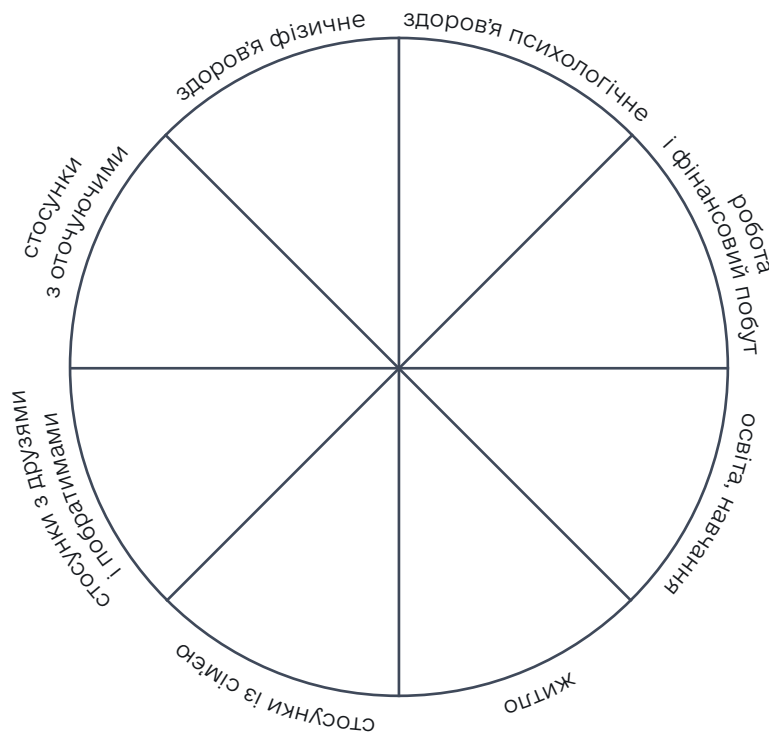 здоров'я фізичне
здоров'я психологічне
робота
і фінансовий побут
освіта, навчання
житло
стосунки із сім'єю
стосунки з друзями
і побратимами
стосунки
з оточуючими